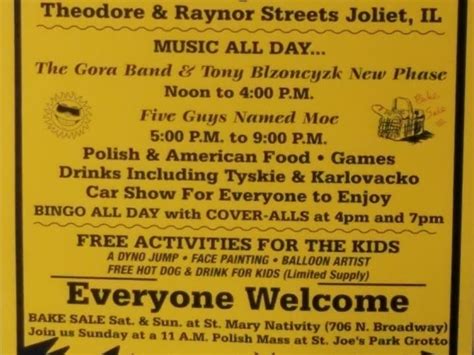 Theodore & Raynor Streets Joliet, IL
MUSIC ALL DAY...
The Gora Band & Tony Blzoncyzk New Phase
Noon to 4:00 P.M.
Five Guys Named Moe
Bake
Sale
5:00 P.M. to 9:00 P.M.
Polish & American Food • Games
Drinks Including Tyskie & Karlovacko
Car Show For Everyone to Enjoy
BINGO ALL DAY with COVER-ALLS at 4pm and 7pm
FREE ACTIVITIES FOR THE KIDS
A DYNO JUMP • FACE PAINTING • BALLOON ARTIST
FREE HOT DOG & DRINK FOR KIDS (Limited Supply)
Everyone Welcome
BAKE SALE Sat. & Sun. at St. Mary Nativity (706 N. Broadway)
Join us Sunday at a 11 A.M. Polish Mass at St. Joe's Park Grotto